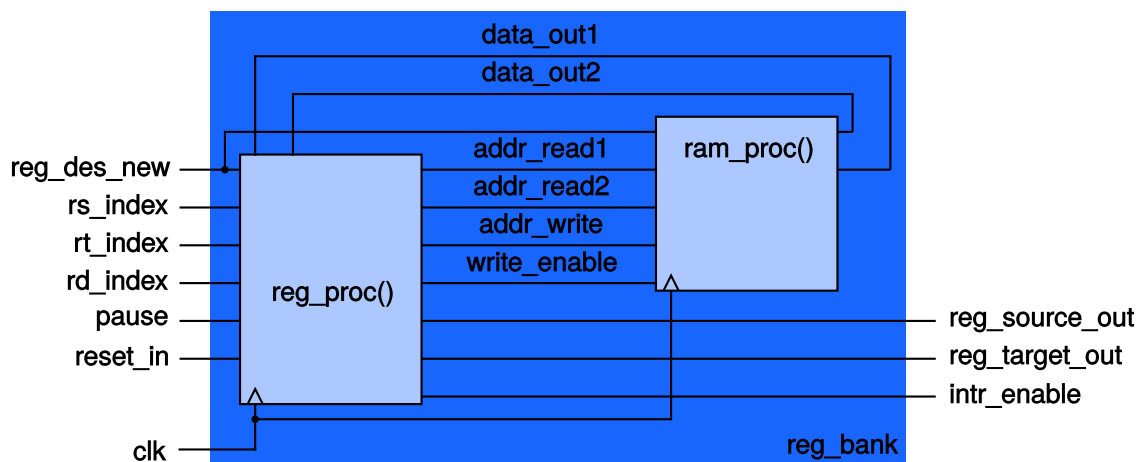 data_out1
data_out2
addr_read1
ram_proc()
reg_des_new
addr_read2
rs_index
addr_write
rt_index
write_enable
rd_index
reg_proc()
pause
reg_source_out
reset_in
reg_target_out
intr_enable
clk
reg_bank